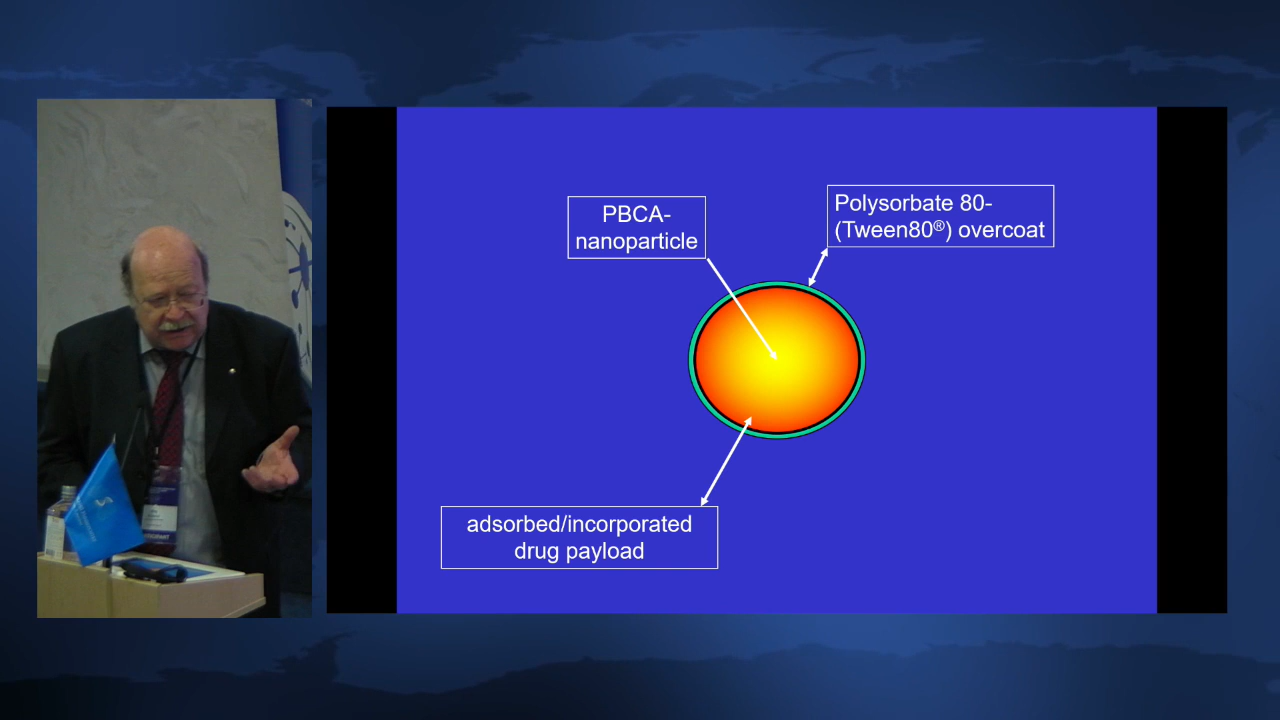 PBCA-
nanoparticle
Polysorbate 80-
(Tween80®) overcoat
adsorbed/incorporated
drug payload